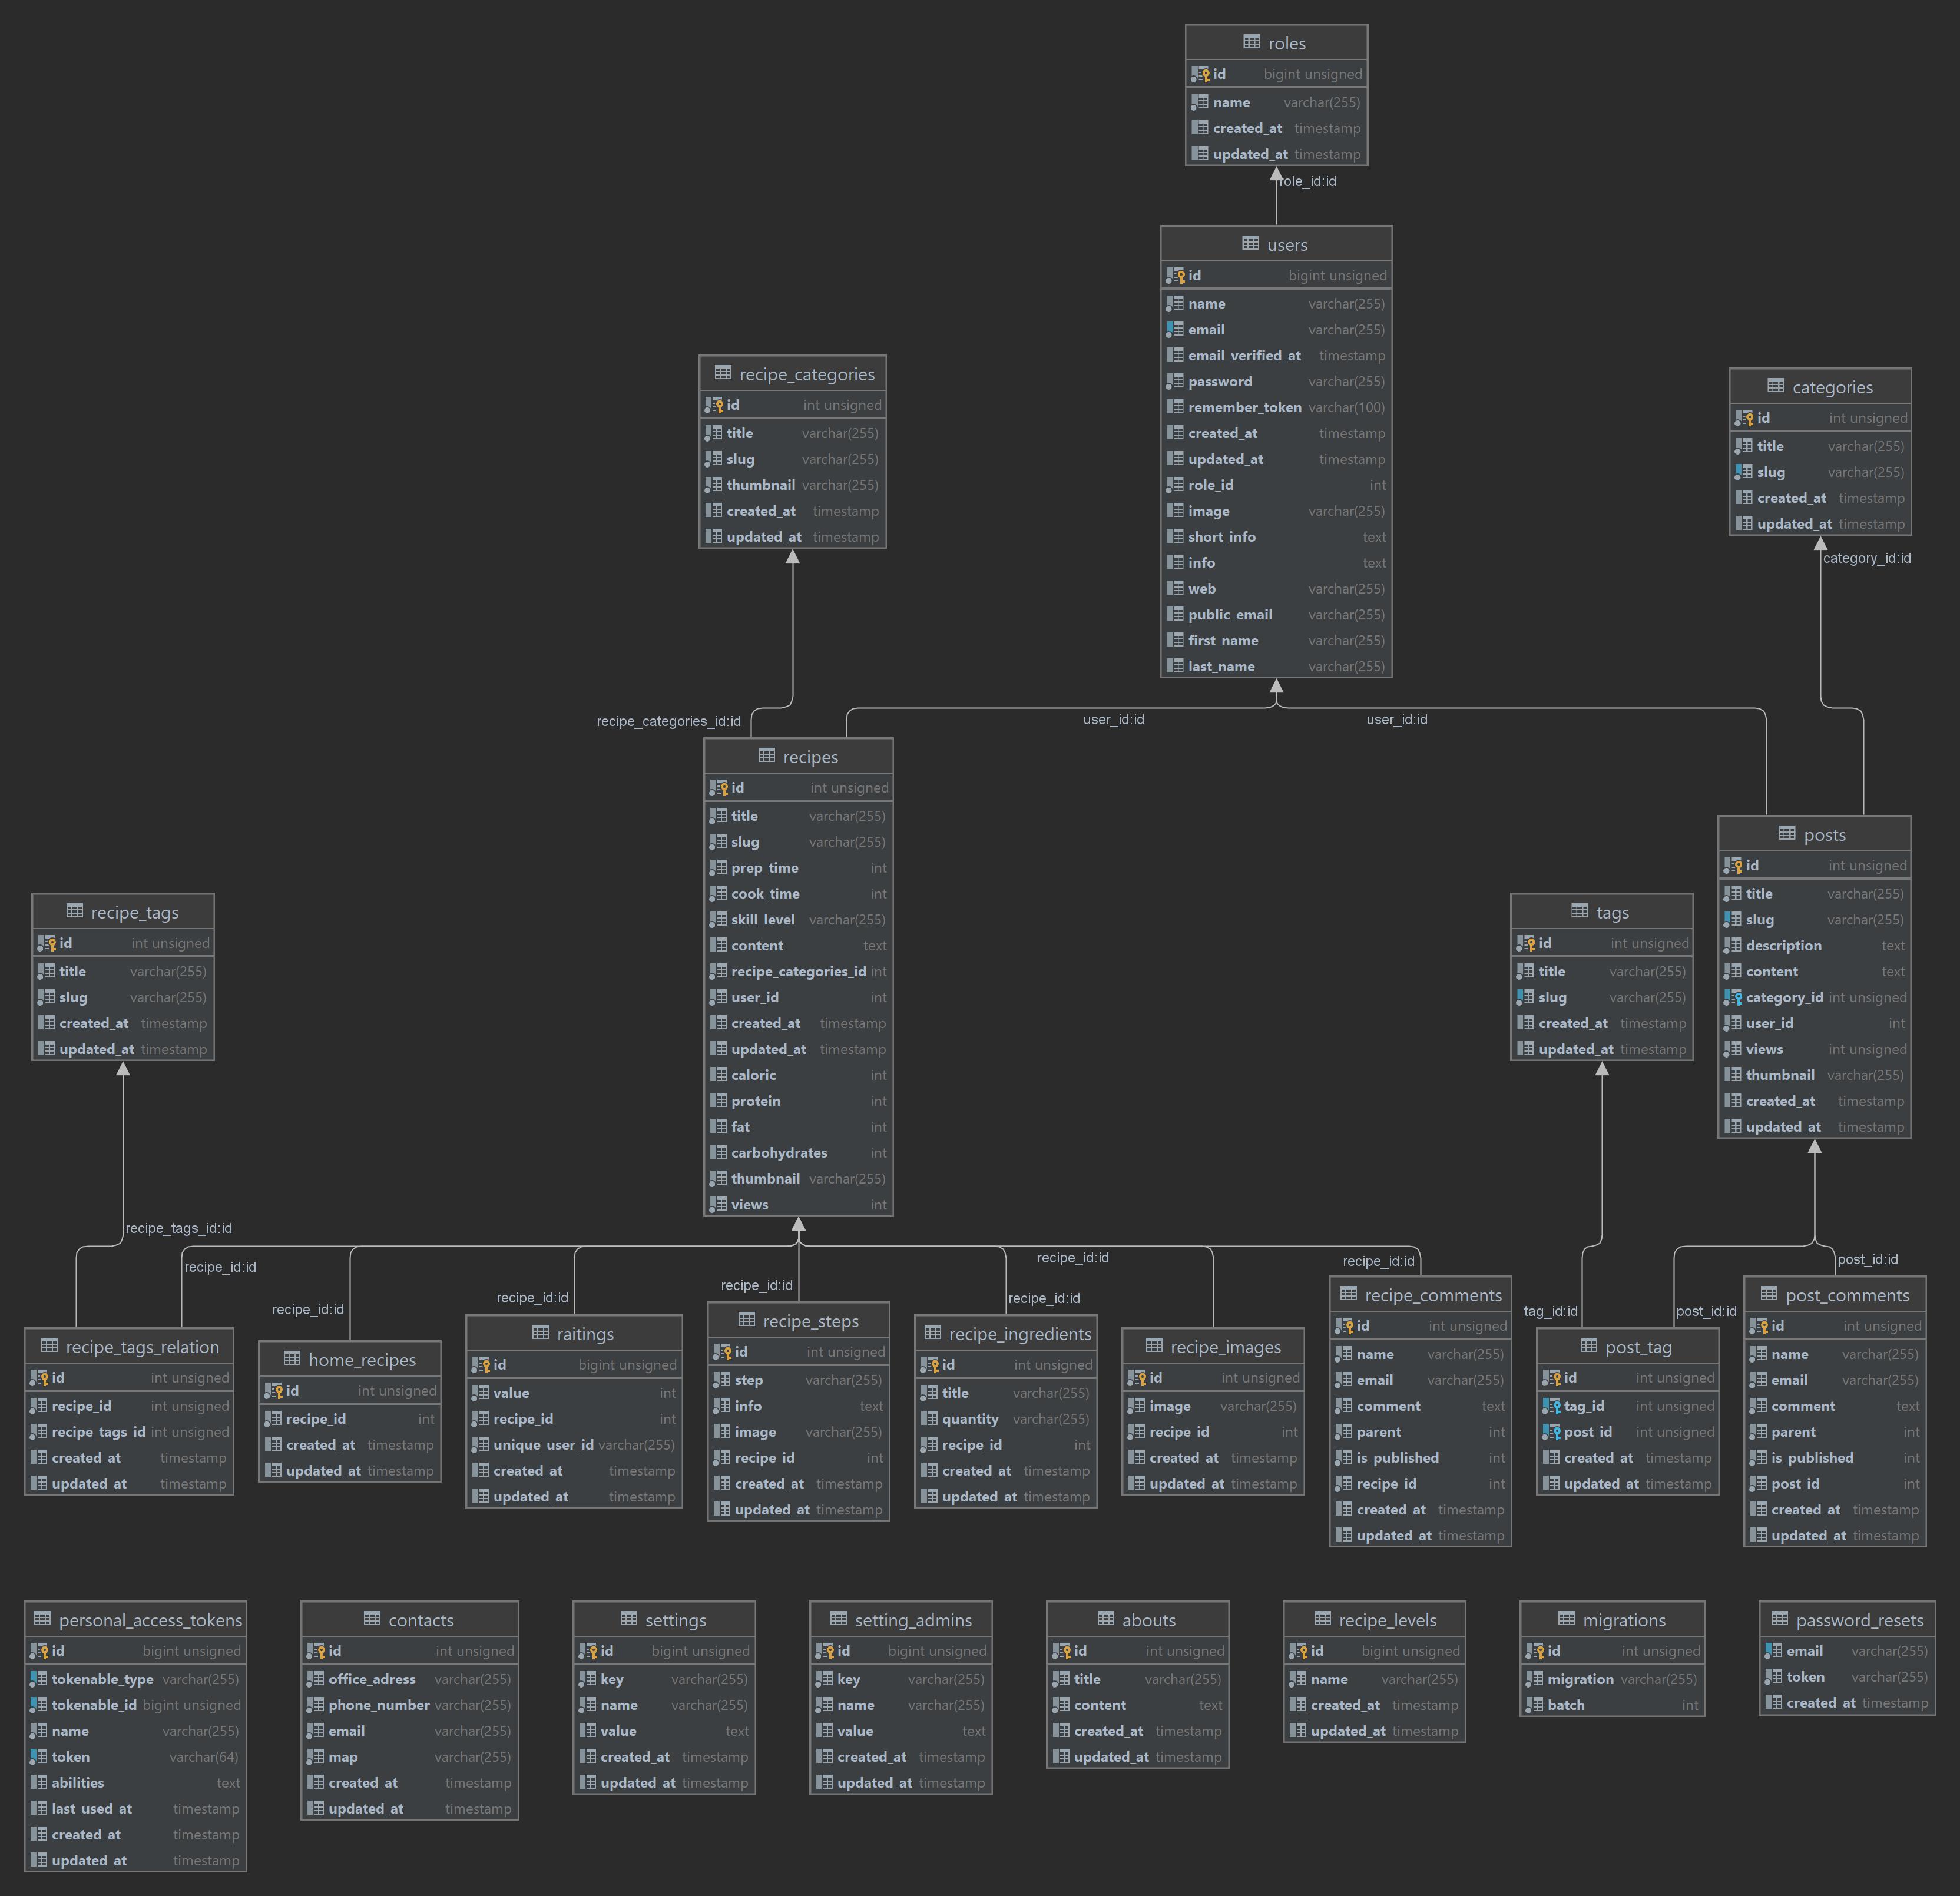 roles
id bigint unsigned
name varchar(255)
created_at timestamp
updated_at timestamp
role_id:id
users
id bigint unsigned
name varchar(255)
email varchar(255)
email_verified_at timestamp
password varchar(255)
remember_token varchar(100)
created_at timestamp
updated_at timestamp
role_id int
image varchar(255)
short_info text
info text
web varchar(255)
public_email varchar(255)
first_name varchar(255)
last_name varchar(255)
recipe_categories
id int unsigned
title varchar(255)
slug varchar(255)
thumbnail varchar(255)
created_at timestamp
updated_at timestamp
categories
id int unsigned
title varchar(255)
slug varchar(255)
created_at timestamp
updated_at timestamp
category_id:id
recipe_categories_id:id
user_id:id
user_id:id
recipes
id int unsigned
title varchar(255)
slug varchar(255)
prep_time int
cook_time int
skill_level varchar(255)
content text
recipe_categories_id int
user_id int
created_at timestamp
updated_at timestamp
caloric int
protein int
fat int
carbohydrates int
thumbnail varchar(255)
views int
posts
id int unsigned
title varchar(255)
slug varchar(255)
description text
content text
category_id int unsigned
user_id int
views int unsigned
thumbnail varchar(255)
created_at timestamp
updated_at timestamp
recipe_tags
id int unsigned
title varchar(255)
slug varchar(255)
created_at timestamp
updated_at timestamp
tags
id int unsigned
title varchar(255)
slug varchar(255)
created_at timestamp
updated_at timestamp
recipe_tags_id:id
recipe_id:id
recipe_id:id
recipe_id:id
recipe_id:id
recipe_id:id
recipe_id:id
recipe_id:id
tag_id:id
post_id:id
post_id:id
recipe_tags_relation
id int unsigned
recipe_id int unsigned
recipe_tags_id int unsigned
created_at timestamp
updated_at timestamp
home_recipes
id int unsigned
recipe_id int
created_at timestamp
updated_at timestamp
raitings
id bigint unsigned
value int
recipe_id int
unique_user_id varchar(255)
created_at timestamp
updated_at timestamp
recipe_steps
id int unsigned
step varchar(255)
info text
image varchar(255)
recipe_id int
created_at timestamp
updated_at timestamp
recipe_ingredients
id int unsigned
title varchar(255)
quantity varchar(255)
recipe_id int
created_at timestamp
updated_at timestamp
recipe_images
id int unsigned
image varchar(255)
recipe_id int
created_at timestamp
updated_at timestamp
recipe_comments
id int unsigned
name varchar(255)
email varchar(255)
comment text
parent int
is_published int
recipe_id int
created_at timestamp
updated_at timestamp
post_tag
id int unsigned
tag_id int unsigned
post_id int unsigned
created_at timestamp
updated_at timestamp
post_comments
id int unsigned
name varchar(255)
email varchar(255)
comment text
parent int
is_published int
post_id int
created_at timestamp
updated_at timestamp
personal_access_tokens
id bigint unsigned
tokenable_type varchar(255)
tokenable_id bigint unsigned
name varchar(255)
token varchar(64)
abilities text
last_used_at timestamp
created_at timestamp
updated_at timestamp
contacts
id int unsigned
office_adress varchar(255)
phone_number varchar(255)
email varchar(255)
map varchar(255)
created_at timestamp
updated_at timestamp
settings
id bigint unsigned
key varchar(255)
name varchar(255)
value text
created_at timestamp
updated_at timestamp
setting_admins
id bigint unsigned
key varchar(255)
name varchar(255)
value text
created_at timestamp
updated_at timestamp
abouts
id int unsigned
title varchar(255)
content text
created_at timestamp
updated_at timestamp
recipe_levels
id bigint unsigned
name varchar(255)
created_at timestamp
updated_at timestamp
migrations
id int unsigned
migration varchar(255)
batch int
password_resets
email varchar(255)
token varchar(255)
created_at timestamp